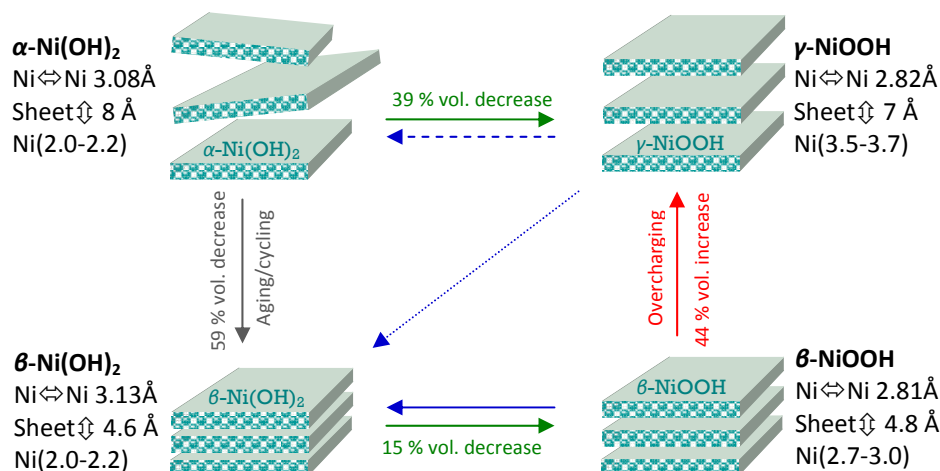 α-Ni(OH)₂
Ni⬄Ni 3.08Å
Sheet⇳ 8 Å
Ni(2.0-2.2)
α-Ni(OH)₂
39 % vol. decrease
γ-NiOOH
γ-NiOOH
Ni⬄Ni 2.82Å
Sheet⇳ 7 Å
Ni(3.5-3.7)
59 % vol. decrease
Aging/cycling
Overcharging
44 % vol. increase
β-Ni(OH)₂
Ni⬄Ni 3.13Å
Sheet⇳ 4.6 Å
Ni(2.0-2.2)
β-Ni(OH)₂
15 % vol. decrease
β-NiOOH
β-NiOOH
Ni⬄Ni 2.81Å
Sheet⇳ 4.8 Å
Ni(2.7-3.0)